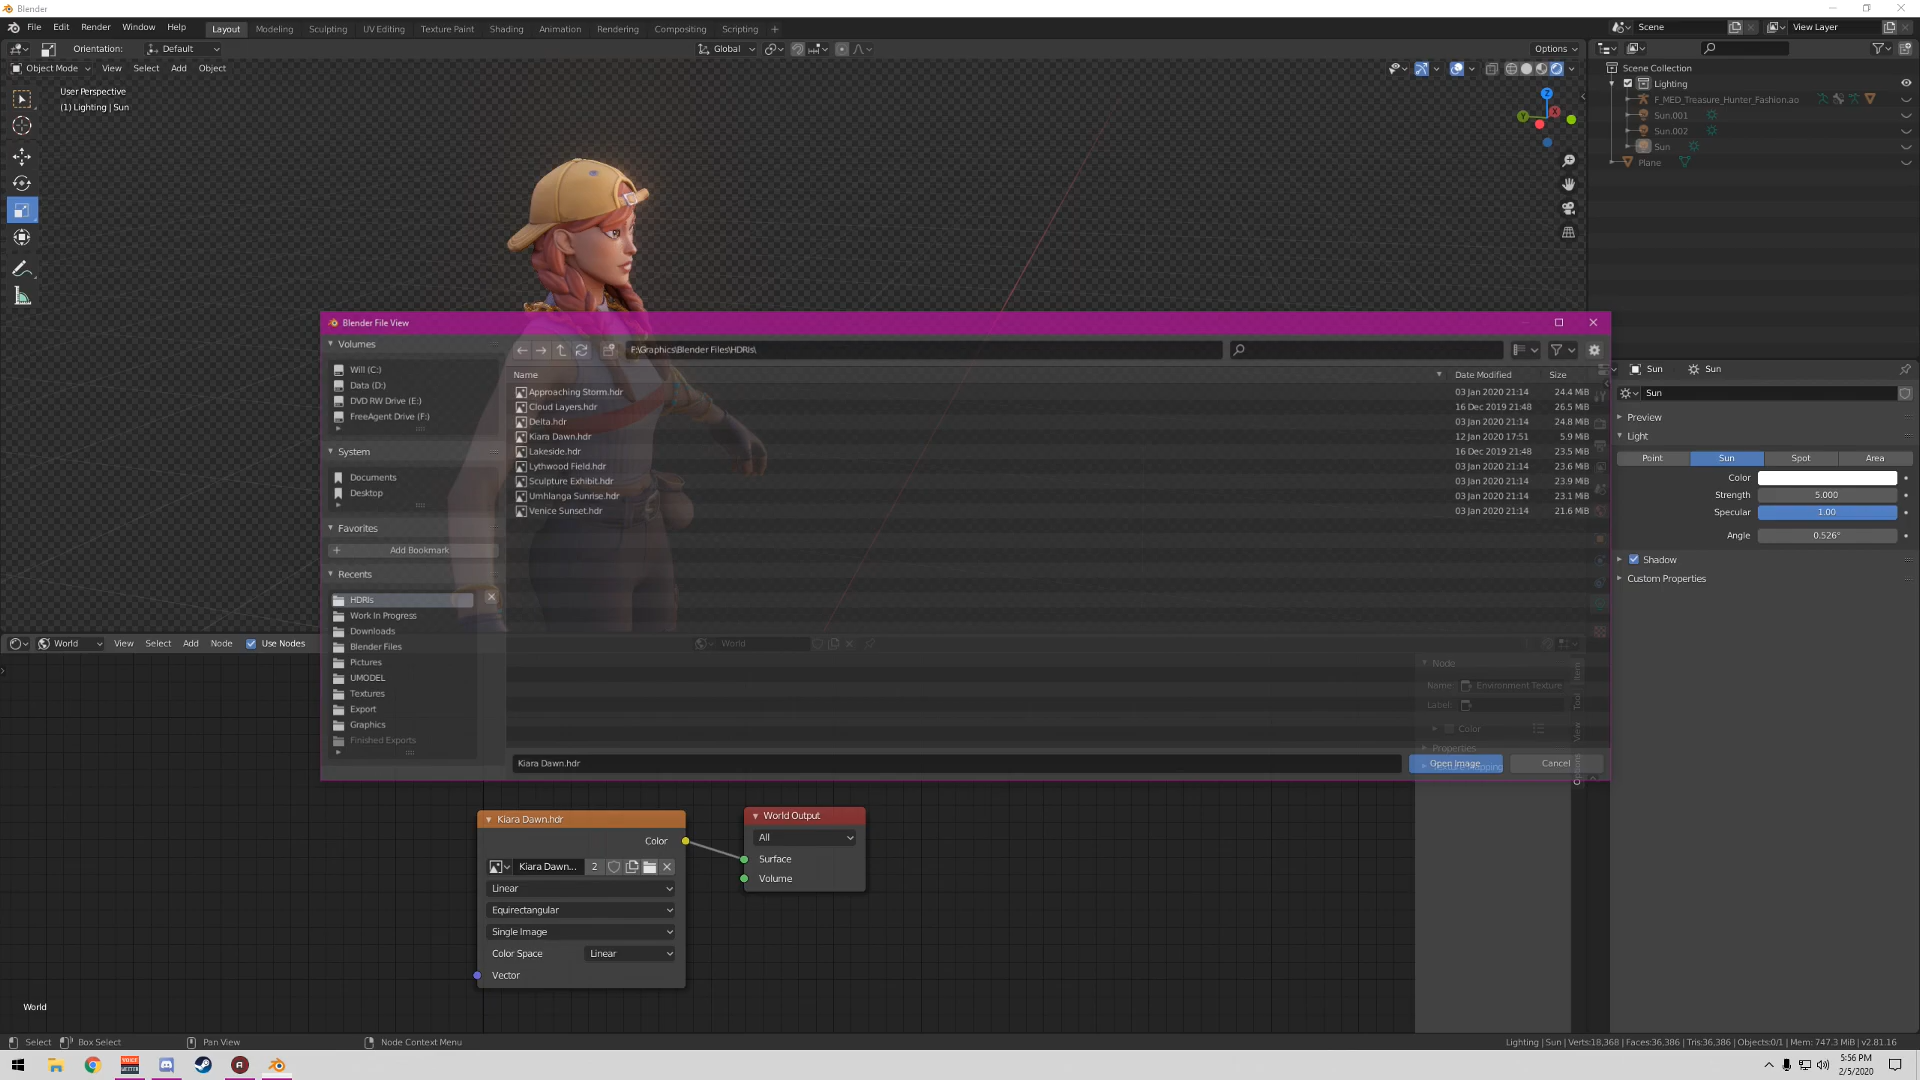 Blender
File Edit Render Window Help Layout Modeling Sculpting UV Editing Texture Paint Shading Animation Rendering Compositing Scripting + Scene View Layer
Orientation: Default Global Options
Object Mode View Select Add Object
User Perspective
(1) Lighting | Sun
Scene Collection
Lighting
F_MED_Treasure_Hunter_Fashion.ao
Sun.001
Sun.002
Sun
Plane
Z
Y
X
Blender File View
Volumes
Will (C:)
Data (D:)
DVD RW Drive (E:)
FreeAgent Drive (F:)
System
Documents
Desktop
Favorites
Add Bookmark
Recents
HDRIs
Work In Progress
Downloads
Blender Files
Pictures
UMODEL
Textures
Export
Graphics
Finished Exports
F:\Graphics\Blender Files\HDRIs\
Name Date Modified Size
Approaching Storm.hdr 03 Jan 2020 21:14 24.4 MiB
Cloud Layers.hdr 16 Dec 2019 21:48 26.5 MiB
Delta.hdr 03 Jan 2020 21:14 24.8 MiB
Kiara Dawn.hdr 12 Jan 2020 17:51 5.9 MiB
Lakeside.hdr 16 Dec 2019 21:48 23.5 MiB
Lythwood Field.hdr 03 Jan 2020 21:14 23.6 MiB
Sculpture Exhibit.hdr 03 Jan 2020 21:14 23.9 MiB
Umhlanga Sunrise.hdr 03 Jan 2020 21:14 23.1 MiB
Venice Sunset.hdr 03 Jan 2020 21:14 21.6 MiB
Kiara Dawn.hdr Open Image Cancel
Sun Sun
Sun
Preview
Light
Point Sun Spot Area
Color
Strength 5.000
Specular 1.00
Angle 0.526°
Shadow
Custom Properties
World View Select Add Node Use Nodes World
Node
Name: Environment Texture
Label:
Color
Properties
Item
Tool
View
Options
Kiara Dawn.hdr
Color
Kiara Dawn... 2
Linear
Equirectangular
Single Image
Color Space Linear
Vector
World Output
All
Surface
Volume
World
Select Box Select Pan View Node Context Menu Lighting | Sun | Verts:18,368 | Faces:36,386 | Tris:36,386 | Objects:0/1 | Mem: 747.3 MiB | v2.81.16
5:56 PM
2/5/2020